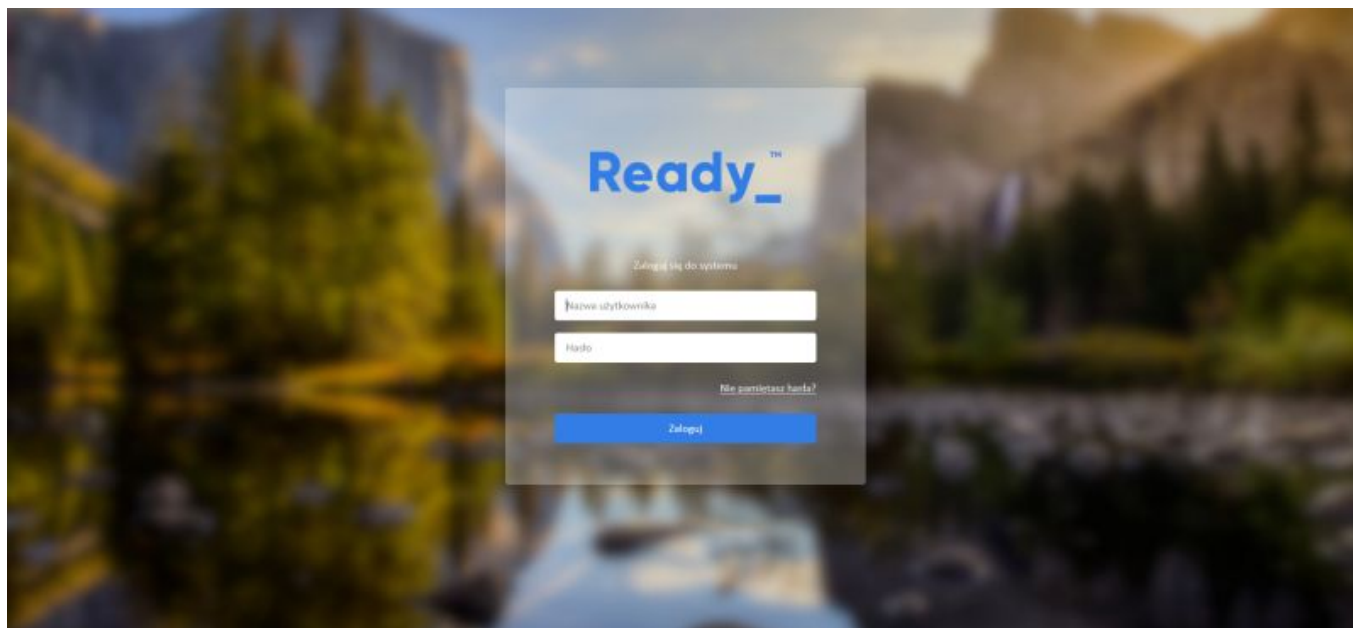 Ready_™
Zaloguj się do systemu
Nazwa użytkownika
Hasło
Nie pamiętasz hasła?
Zaloguj